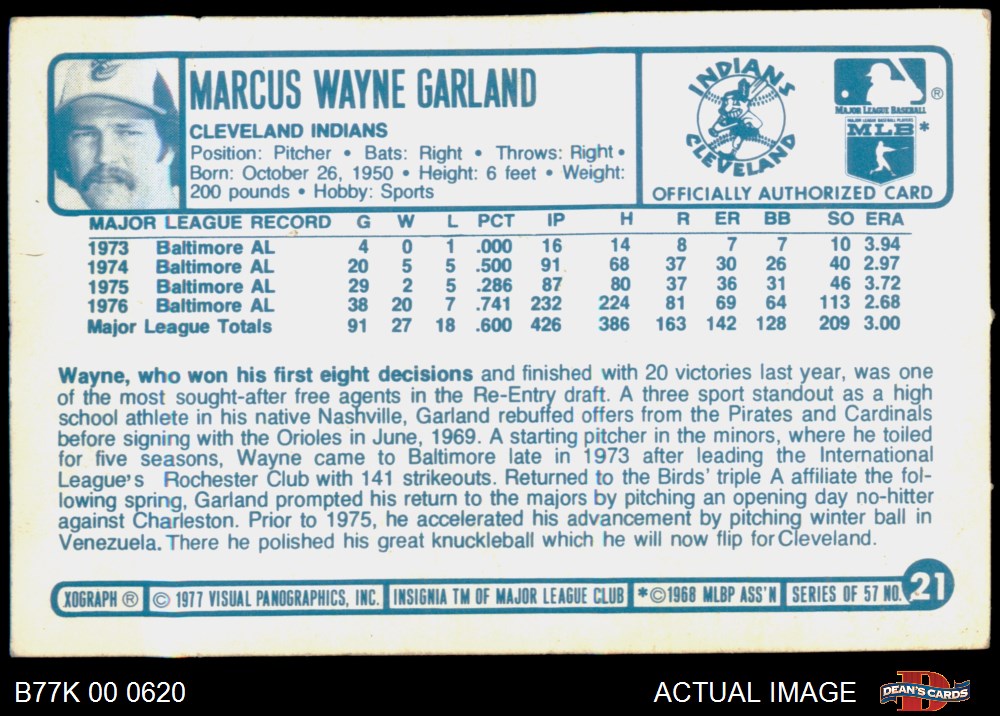 MARCUS WAYNE GARLAND
CLEVELAND INDIANS
Position: Pitcher • Bats: Right • Throws: Right •
Born: October 26, 1950 • Height: 6 feet • Weight:
200 pounds • Hobby: Sports
INDIANS
CLEVELAND
®
MAJOR LEAGUE BASEBALL
MAJOR LEAGUE BASEBALL PLAYERS
MLB *
OFFICIALLY AUTHORIZED CARD
MAJOR LEAGUE RECORD G W L PCT IP H R ER BB SO ERA
1973 Baltimore AL 4 0 1 .000 16 14 8 7 7 10 3.94
1974 Baltimore AL 20 5 5 .500 91 68 37 30 26 40 2.97
1975 Baltimore AL 29 2 5 .286 87 80 37 36 31 46 3.72
1976 Baltimore AL 38 20 7 .741 232 224 81 69 64 113 2.68
Major League Totals 91 27 18 .600 426 386 163 142 128 209 3.00
Wayne, who won his first eight decisions and finished with 20 victories last year, was one
of the most sought-after free agents in the Re-Entry draft. A three sport standout as a high
school athlete in his native Nashville, Garland rebuffed offers from the Pirates and Cardinals
before signing with the Orioles in June, 1969. A starting pitcher in the minors, where he toiled
for five seasons, Wayne came to Baltimore late in 1973 after leading the International
League's Rochester Club with 141 strikeouts. Returned to the Birds' triple A affiliate the fol-
lowing spring, Garland prompted his return to the majors by pitching an opening day no-hitter
against Charleston. Prior to 1975, he accelerated his advancement by pitching winter ball in
Venezuela. There he polished his great knuckleball which he will now flip for Cleveland.
XOGRAPH ® © 1977 VISUAL PANOGRAPHICS, INC. INSIGNIA TM OF MAJOR LEAGUE CLUB *©1968 MLBP ASS'N SERIES OF 57 NO. 21
B77K 00 0620 ACTUAL IMAGE D DEAN'S CARDS